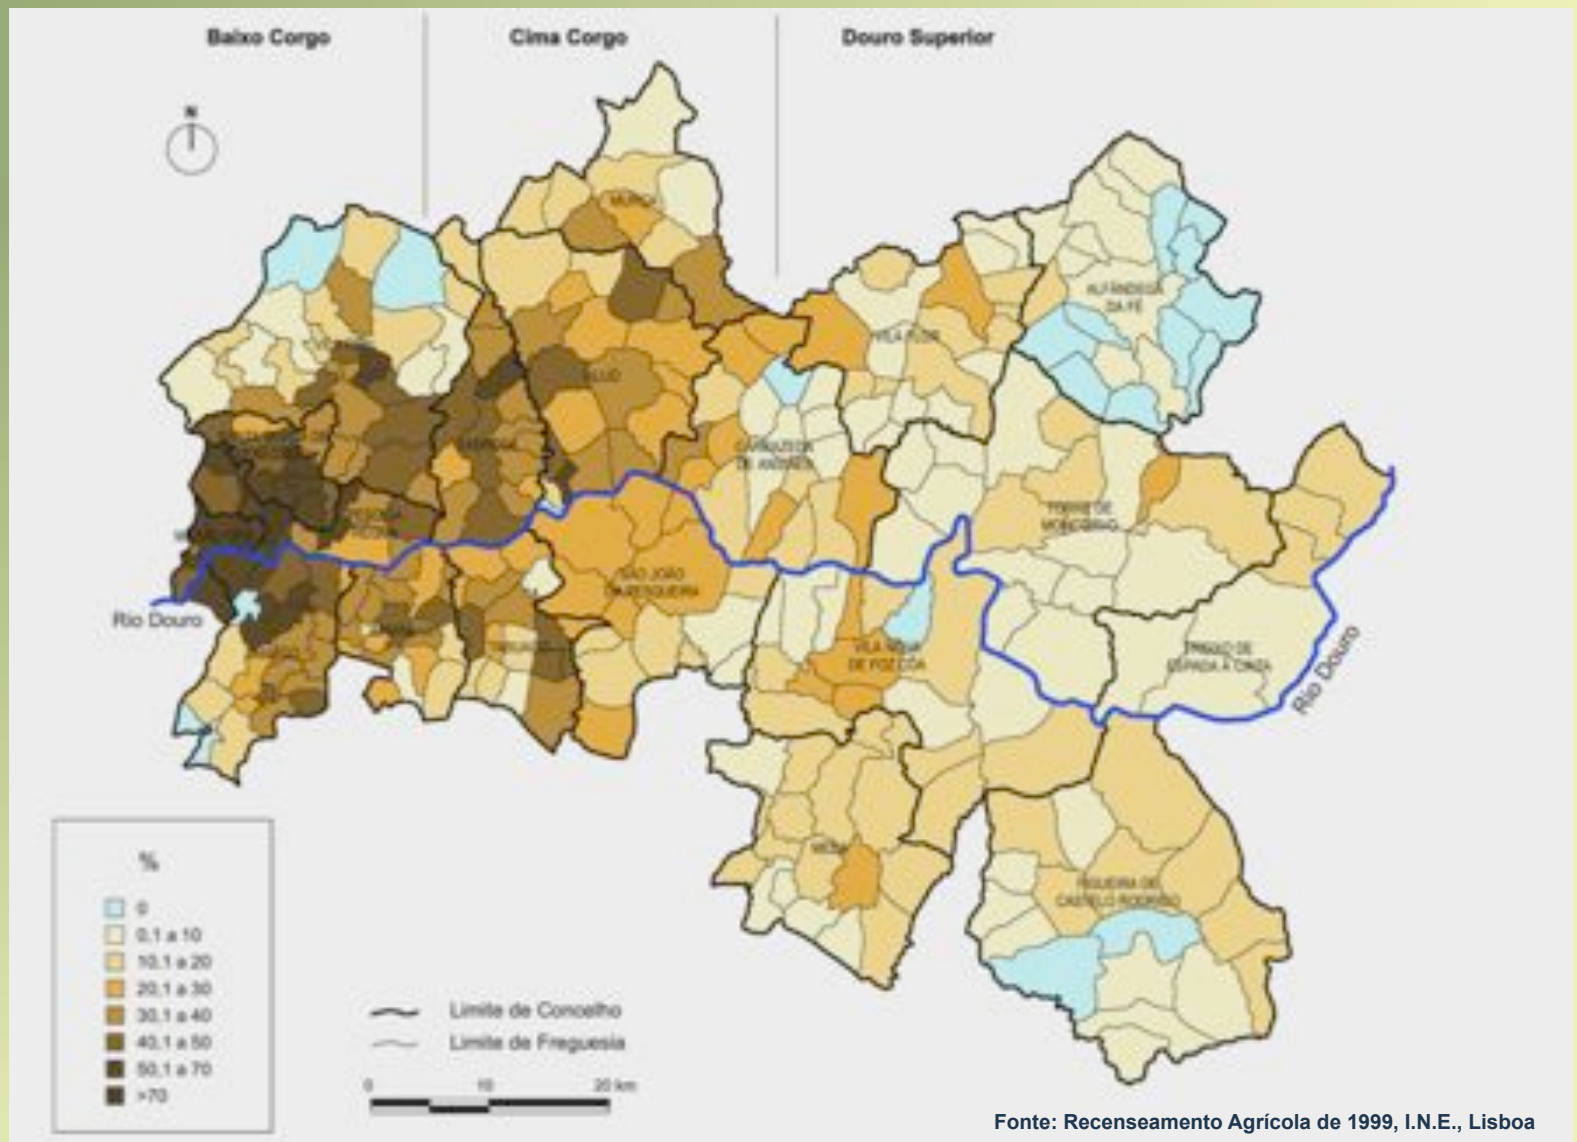 Baixo Corgo
Cima Corgo
Douro Superior
N
MURÇA
ALFÂNDEGA
DA FÉ
VILA FLOR
ALIJÓ
SABROSA
CARRAZEDA
DE ANSIÃES
TORRE DE
MONCORVO
SÃO JOÃO
DA PESQUEIRA
Rio Douro
VILA NOVA
DE FOZ CÔA
FREIXO DE
ESPADA À CINTA
Rio Douro
MEDA
FIGUEIRA DE
CASTELO RODRIGO
%
0
0,1 a 10
10,1 a 20
20,1 a 30
30,1 a 40
40,1 a 50
50,1 a 70
>70
Limite de Concelho
Limite de Freguesia
0 10 20 km
Fonte: Recenseamento Agrícola de 1999, I.N.E., Lisboa